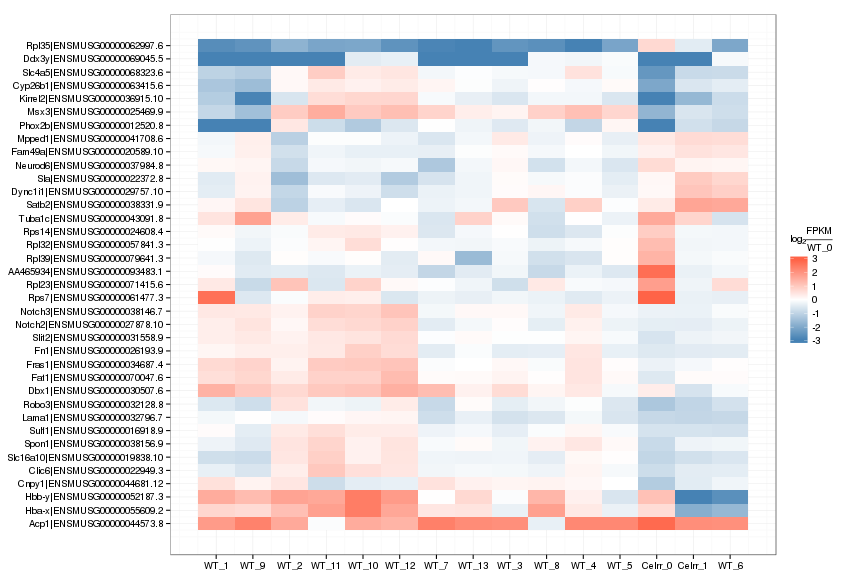 Rpl35|ENSMUSG00000062997.6
Ddx3y|ENSMUSG00000069045.5
Slc4a5|ENSMUSG00000068323.6
Cyp26b1|ENSMUSG00000063415.6
Kirrel2|ENSMUSG00000036915.10
Msx3|ENSMUSG00000025469.9
Phox2b|ENSMUSG00000012520.8
Mpped1|ENSMUSG00000041708.6
Fam49a|ENSMUSG00000020589.10
Neurod6|ENSMUSG00000037984.8
Sla|ENSMUSG00000022372.8
Dync1i1|ENSMUSG00000029757.10
Satb2|ENSMUSG00000038331.9
Tuba1c|ENSMUSG00000043091.8
Rps14|ENSMUSG00000024608.4
Rpl32|ENSMUSG00000057841.3
Rpl39|ENSMUSG00000079641.3
AA465934|ENSMUSG00000093483.1
Rpl23|ENSMUSG00000071415.6
Rps7|ENSMUSG00000061477.3
Notch3|ENSMUSG00000038146.7
Notch2|ENSMUSG00000027878.10
Slit2|ENSMUSG00000031558.9
Fn1|ENSMUSG00000026193.9
Fras1|ENSMUSG00000034687.4
Fat1|ENSMUSG00000070047.6
Dbx1|ENSMUSG00000030507.6
Robo3|ENSMUSG00000032128.8
Lama1|ENSMUSG00000032796.7
Sulf1|ENSMUSG00000016918.9
Spon1|ENSMUSG00000038156.9
Slc16a10|ENSMUSG00000019838.10
Clic6|ENSMUSG00000022949.3
Cnpy1|ENSMUSG00000044681.12
Hbb-y|ENSMUSG00000052187.3
Hba-x|ENSMUSG00000055609.2
Acp1|ENSMUSG00000044573.8
WT_1 WT_9 WT_2 WT_11 WT_10 WT_12 WT_7 WT_13 WT_3 WT_8 WT_4 WT_5 Celrr_0 Celrr_1 WT_6
log2 FPKM
WT_0
3
2
1
0
-1
-2
-3